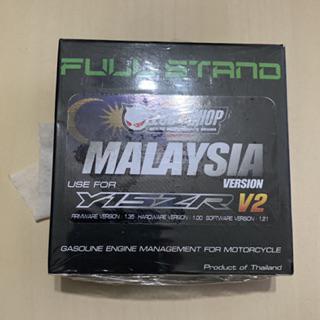 FULL STAND
SHOP
MALAYSIA
VERSION
USE FOR
Y15ZR V2
FIRMWARE VERSION : 1.35 HARDWARE VERSION : 1.00 SOFTWARE VERSION : 1.21
GASOLINE ENGINE MANAGEMENT FOR MOTORCYCLE
Product of Thailand